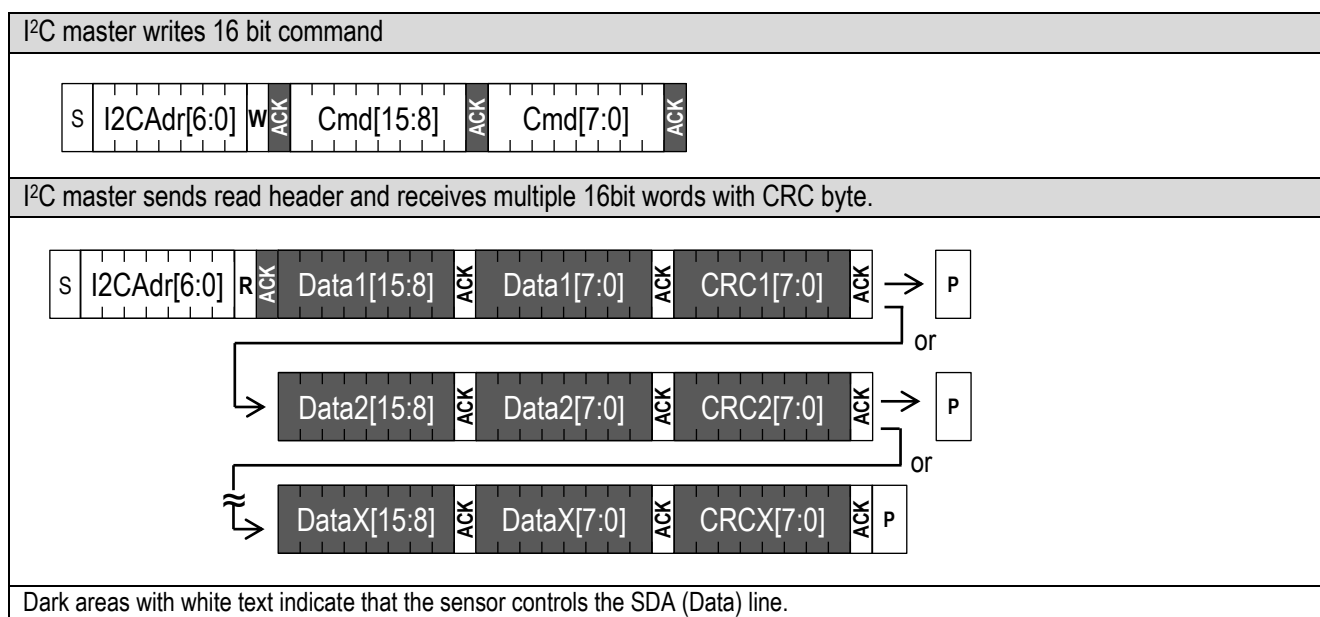 I²C master writes 16 bit command
S I2CAdr[6:0] W ACK Cmd[15:8] ACK Cmd[7:0] ACK
I²C master sends read header and receives multiple 16bit words with CRC byte.
S I2CAdr[6:0] R ACK Data1[15:8] ACK Data1[7:0] ACK CRC1[7:0] ACK P
or
Data2[15:8] ACK Data2[7:0] ACK CRC2[7:0] ACK P
or
≈
DataX[15:8] ACK DataX[7:0] ACK CRCX[7:0] ACK P
Dark areas with white text indicate that the sensor controls the SDA (Data) line.